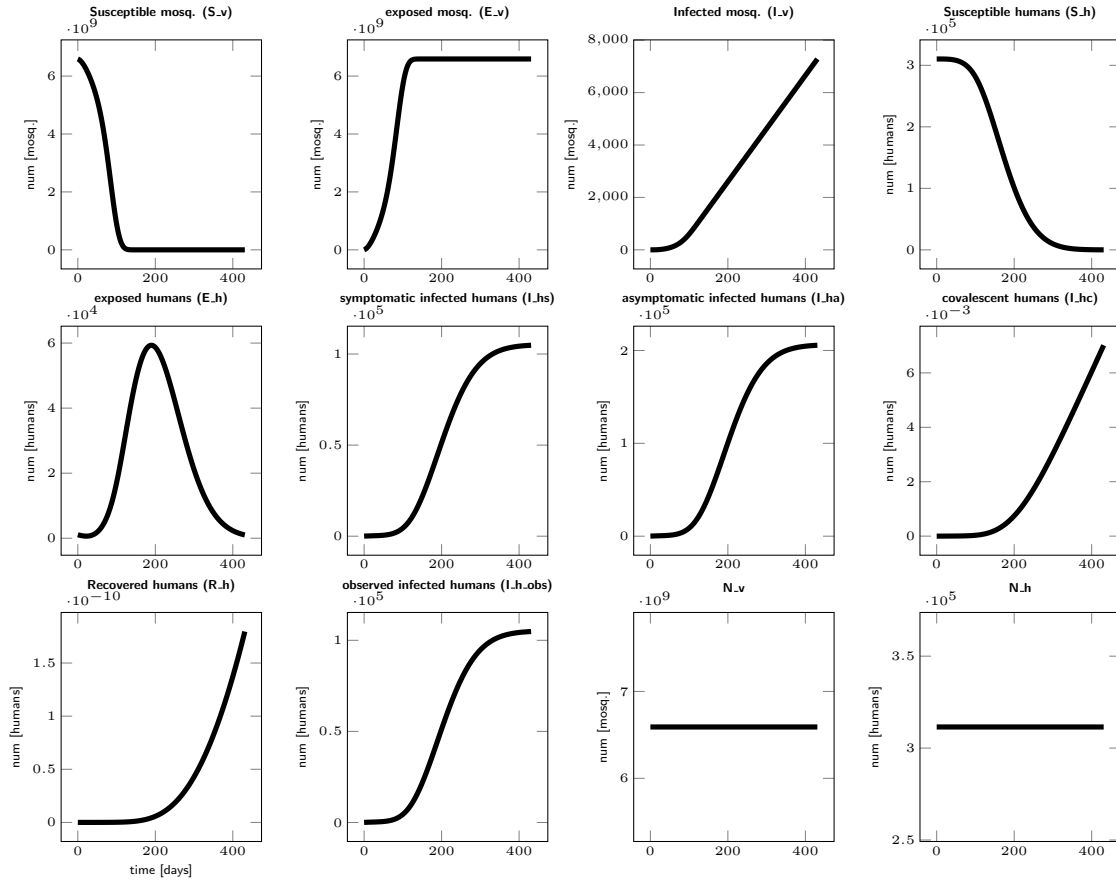 Susceptible mosq. (S_v)
·10^9
6
4
2
0
num [mosq.]
0 200 400
exposed mosq. (E_v)
·10^9
6
4
2
0
num [mosq.]
0 200 400
Infected mosq. (I_v)
8,000
6,000
4,000
2,000
0
num [mosq.]
0 200 400
Susceptible humans (S_h)
·10^5
3
2
1
0
num [humans]
0 200 400
exposed humans (E_h)
·10^4
6
4
2
0
num [humans]
0 200 400
symptomatic infected humans (I_hs)
·10^5
1
0.5
0
num [humans]
0 200 400
asymptomatic infected humans (I_ha)
·10^5
2
1
0
num [humans]
0 200 400
covalescent humans (I_hc)
·10^-3
6
4
2
0
num [humans]
0 200 400
Recovered humans (R_h)
·10^-10
1.5
1
0.5
0
num [humans]
0 200 400
time [days]
observed infected humans (I_h_obs)
·10^5
1
0.5
0
num [humans]
0 200 400
N_v
·10^9
7
6
num [mosq.]
0 200 400
N_h
·10^5
3.5
3
2.5
num [humans]
0 200 400